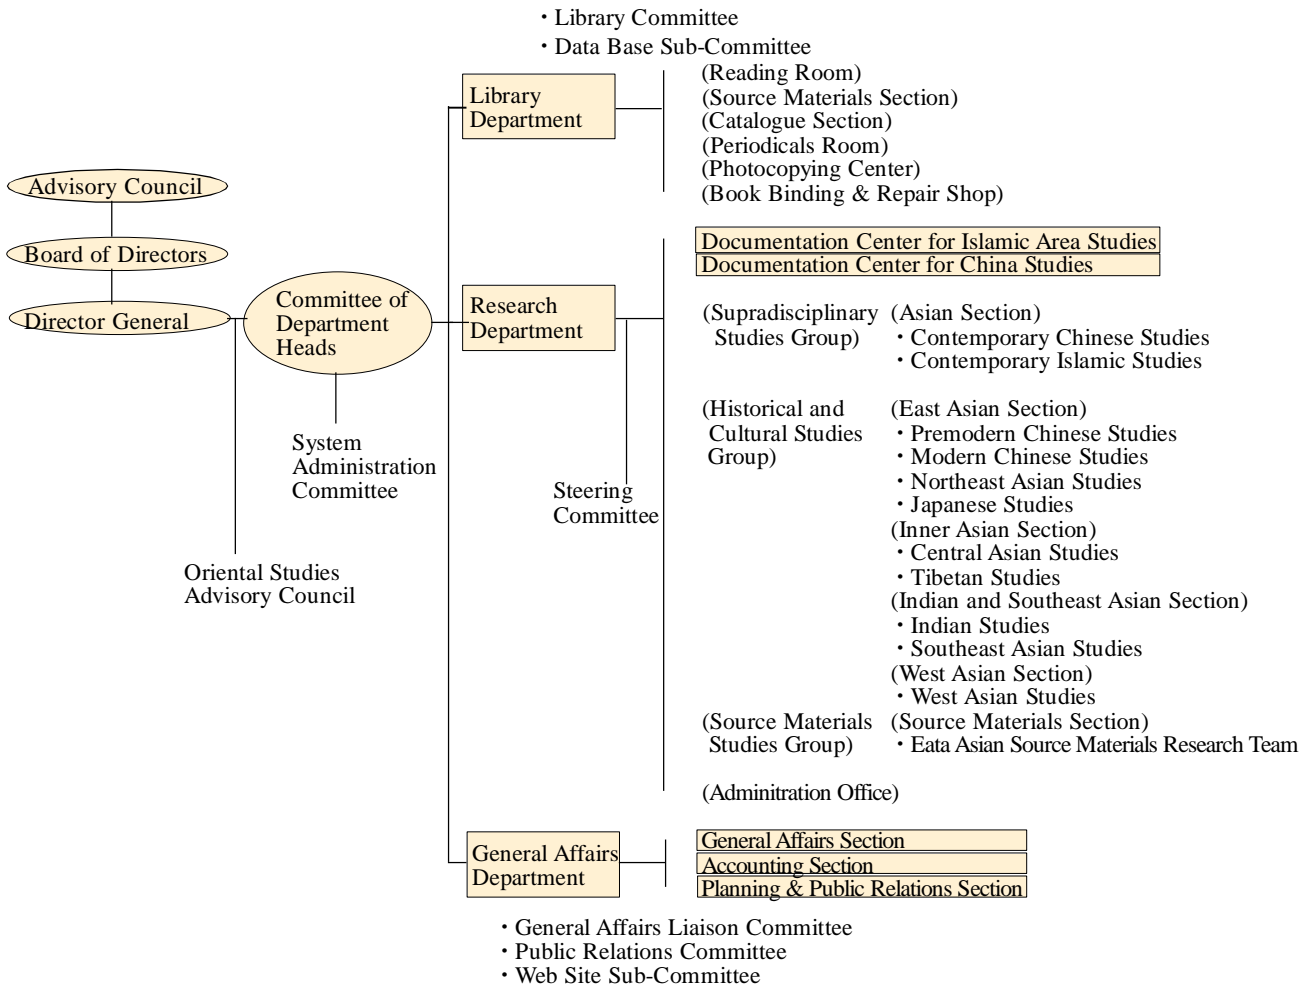 ・Library Committee
・Data Base Sub-Committee
Library
Department
(Reading Room)
(Source Materials Section)
(Catalogue Section)
(Periodicals Room)
(Photocopying Center)
(Book Binding & Repair Shop)
Advisory Council
Board of Directors
Director General
Committee of
Department
Heads
System
Administration
Committee
Oriental Studies
Advisory Council
Research
Department
Steering
Committee
Documentation Center for Islamic Area Studies
Documentation Center for China Studies
(Supradisciplinary
Studies Group)
(Asian Section)
・Contemporary Chinese Studies
・Contemporary Islamic Studies
(Historical and
Cultural Studies
Group)
(East Asian Section)
・Premodern Chinese Studies
・Modern Chinese Studies
・Northeast Asian Studies
・Japanese Studies
(Inner Asian Section)
・Central Asian Studies
・Tibetan Studies
(Indian and Southeast Asian Section)
・Indian Studies
・Southeast Asian Studies
(West Asian Section)
・West Asian Studies
(Source Materials
Studies Group)
(Source Materials Section)
・Eata Asian Source Materials Research Team
(Adminitration Office)
General Affairs
Department
General Affairs Section
Accounting Section
Planning & Public Relations Section
・General Affairs Liaison Committee
・Public Relations Committee
・Web Site Sub-Committee